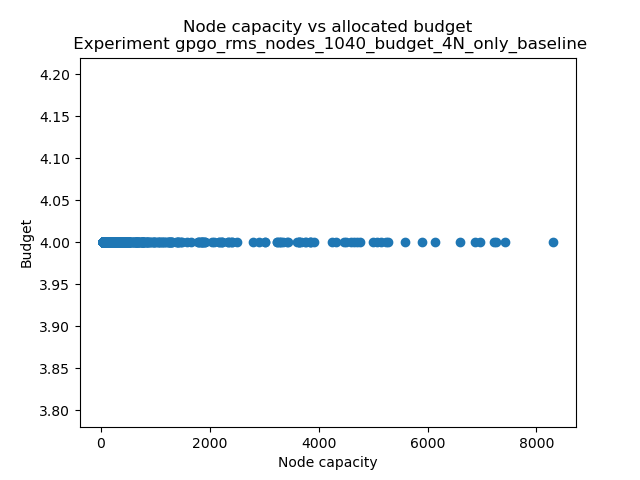 Node capacity vs allocated budget
Experiment gpgo_rms_nodes_1040_budget_4N_only_baseline
4.20
4.15
4.10
4.05
4.00
3.95
3.90
3.85
3.80
Budget
0 2000 4000 6000 8000
Node capacity